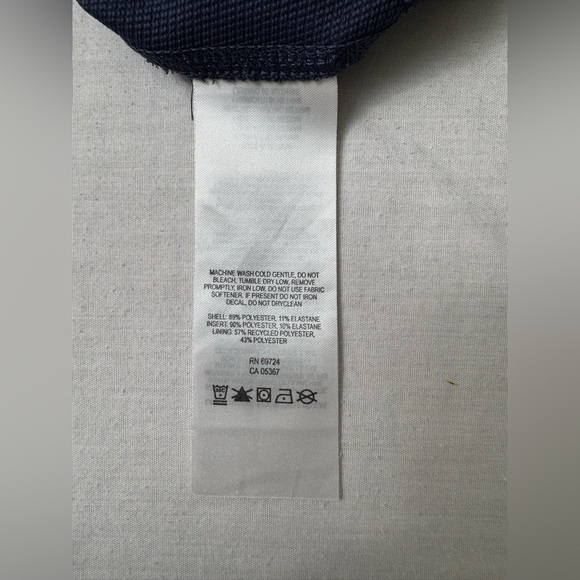 MACHINE WASH COLD GENTLE, DO NOT
BLEACH, TUMBLE DRY LOW, REMOVE
PROMPTLY, IRON LOW, DO NOT USE FABRIC
SOFTENER, IF PRESENT DO NOT IRON
DECAL, DO NOT DRYCLEAN
SHELL: 89% POLYESTER, 11% ELASTANE
INSERT: 90% POLYESTER, 10% ELASTANE
LINING: 57% RECYCLED POLYESTER,
43% POLYESTER
RN 69724
CA 05367